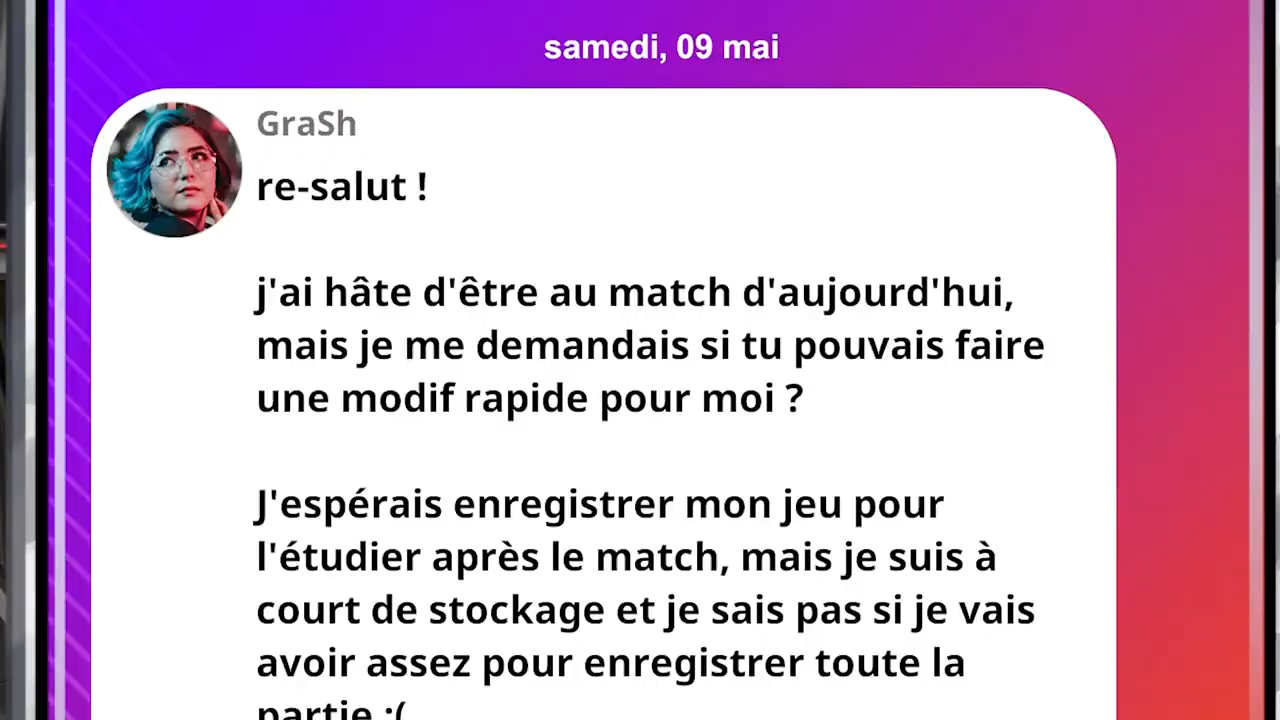 samedi, 09 mai
GraSh
re-salut !
j'ai hâte d'être au match d'aujourd'hui,
mais je me demandais si tu pouvais faire
une modif rapide pour moi ?
J'espérais enregistrer mon jeu pour
l'étudier après le match, mais je suis à
court de stockage et je sais pas si je vais
avoir assez pour enregistrer toute la
partie :(